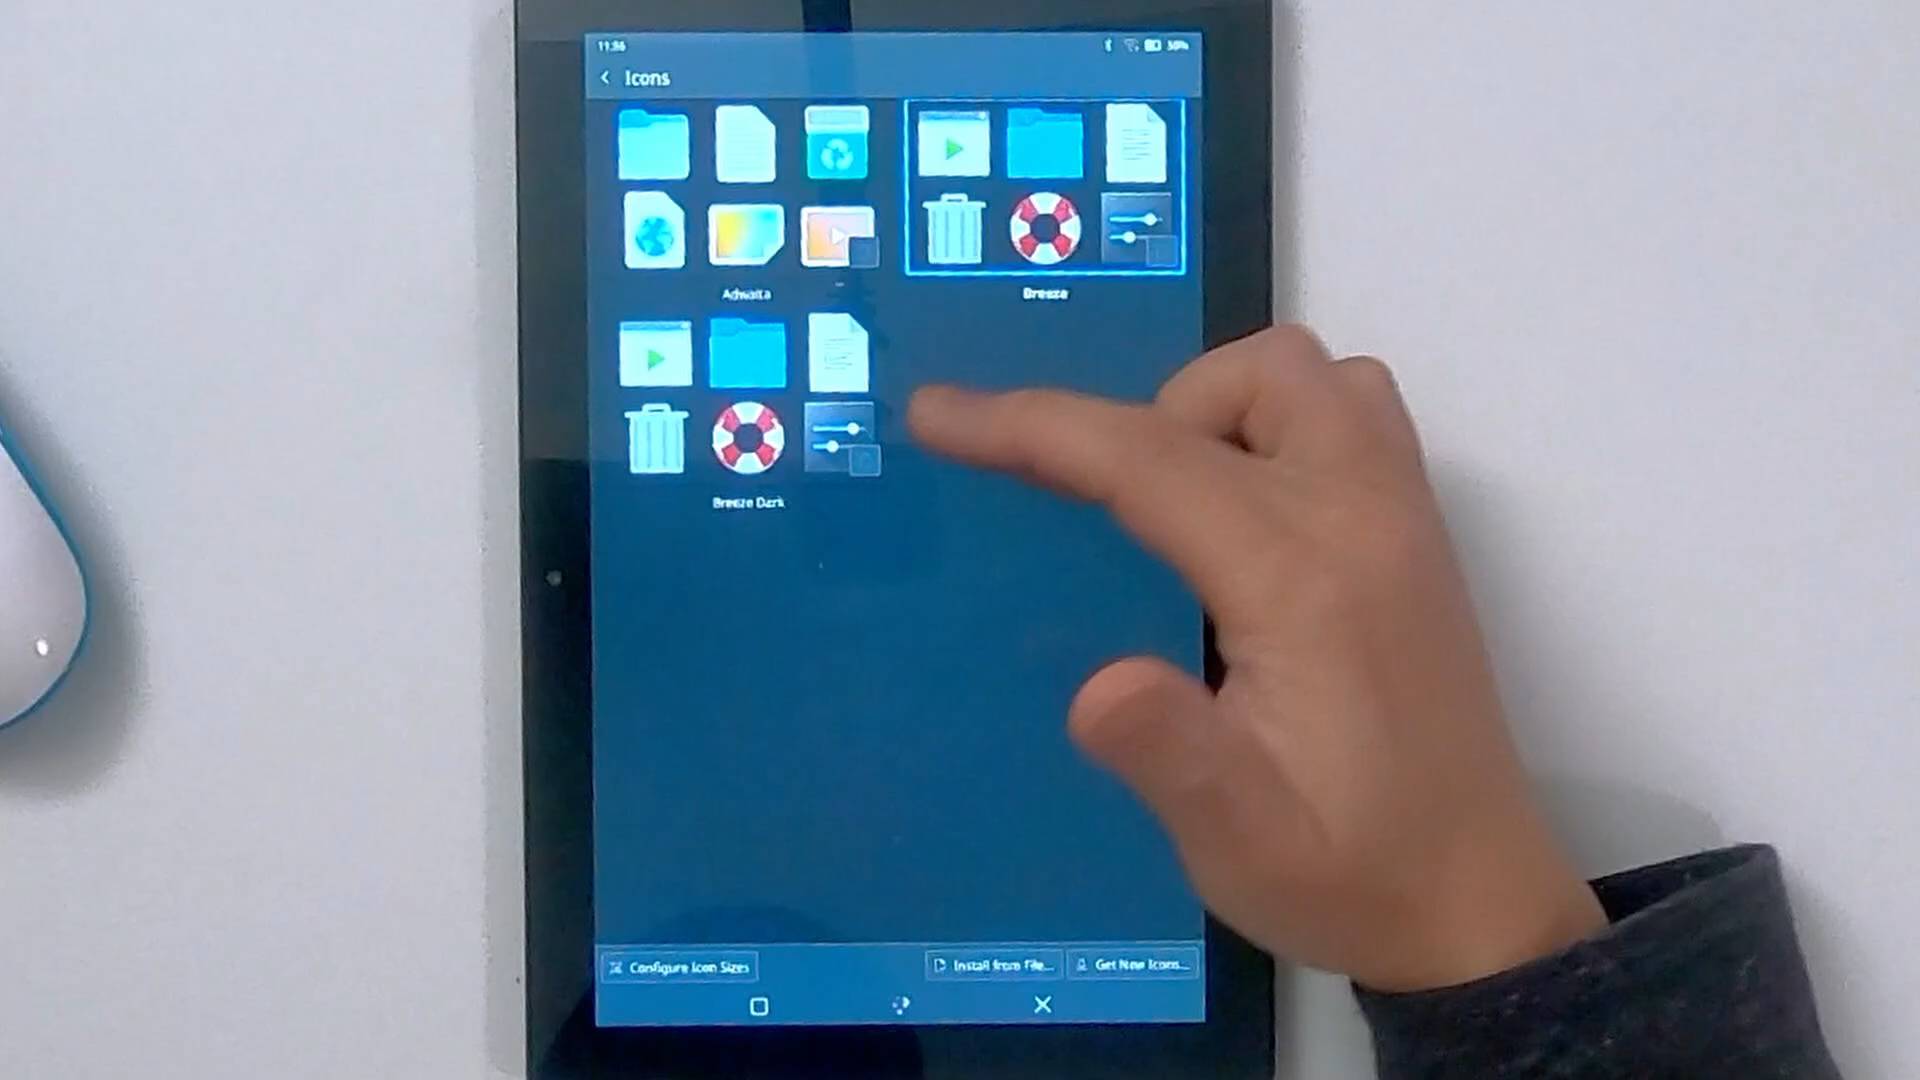 11:36
Icons
Adwaita
Breeze
Breeze Dark
Configure Icon Sizes
Install from File...
Get New Icons...